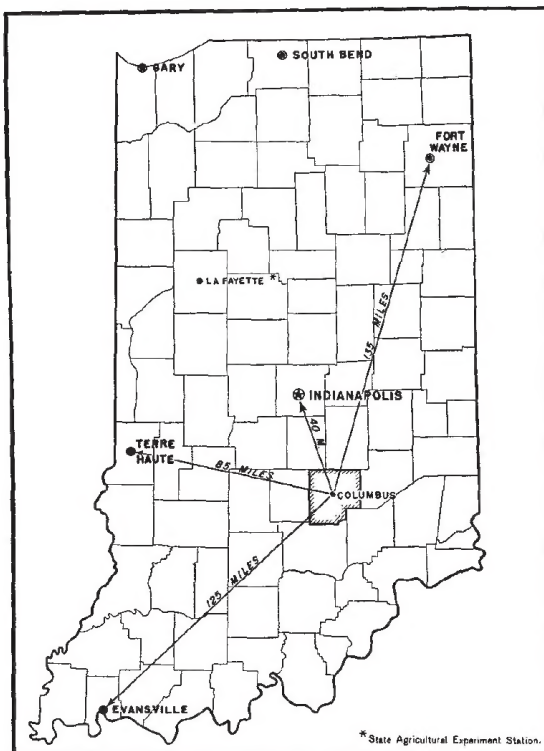 GARY
SOUTH BEND
FORT
WAYNE
LA FAYETTE *
135 MILES
INDIANAPOLIS
40 M.
TERRE
HAUTE
85 MILES
COLUMBUS
125 MILES
EVANSVILLE
* State Agricultural Experiment Station.